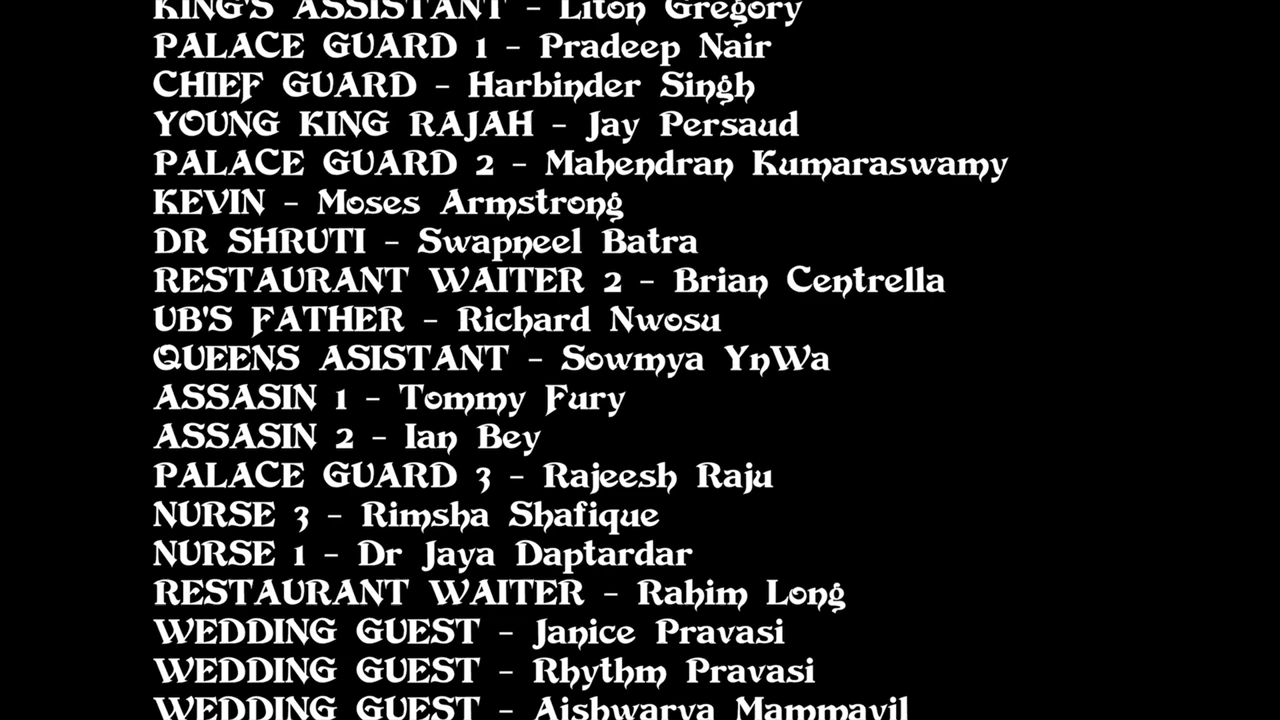 KING'S ASSISTANT - Liton Gregory
PALACE GUARD 1 - Pradeep Nair
CHIEF GUARD - Harbinder Singh
YOUNG KING RAJAH - Jay Persaud
PALACE GUARD 2 - Mahendran Kumaraswamy
KEVIN - Moses Armstrong
DR SHRUTI - Swapneel Batra
RESTAURANT WAITER 2 - Brian Centrella
UB'S FATHER - Richard Nwosu
QUEENS ASISTANT - Sowmya YnWa
ASSASIN 1 - Tommy Fury
ASSASIN 2 - Ian Bey
PALACE GUARD 3 - Rajeesh Raju
NURSE 3 - Rimsha Shafique
NURSE 1 - Dr Jaya Daptardar
RESTAURANT WAITER - Rahim Long
WEDDING GUEST - Janice Pravasi
WEDDING GUEST - Rhythm Pravasi
WEDDING GUEST - Aishwarya Mammayil